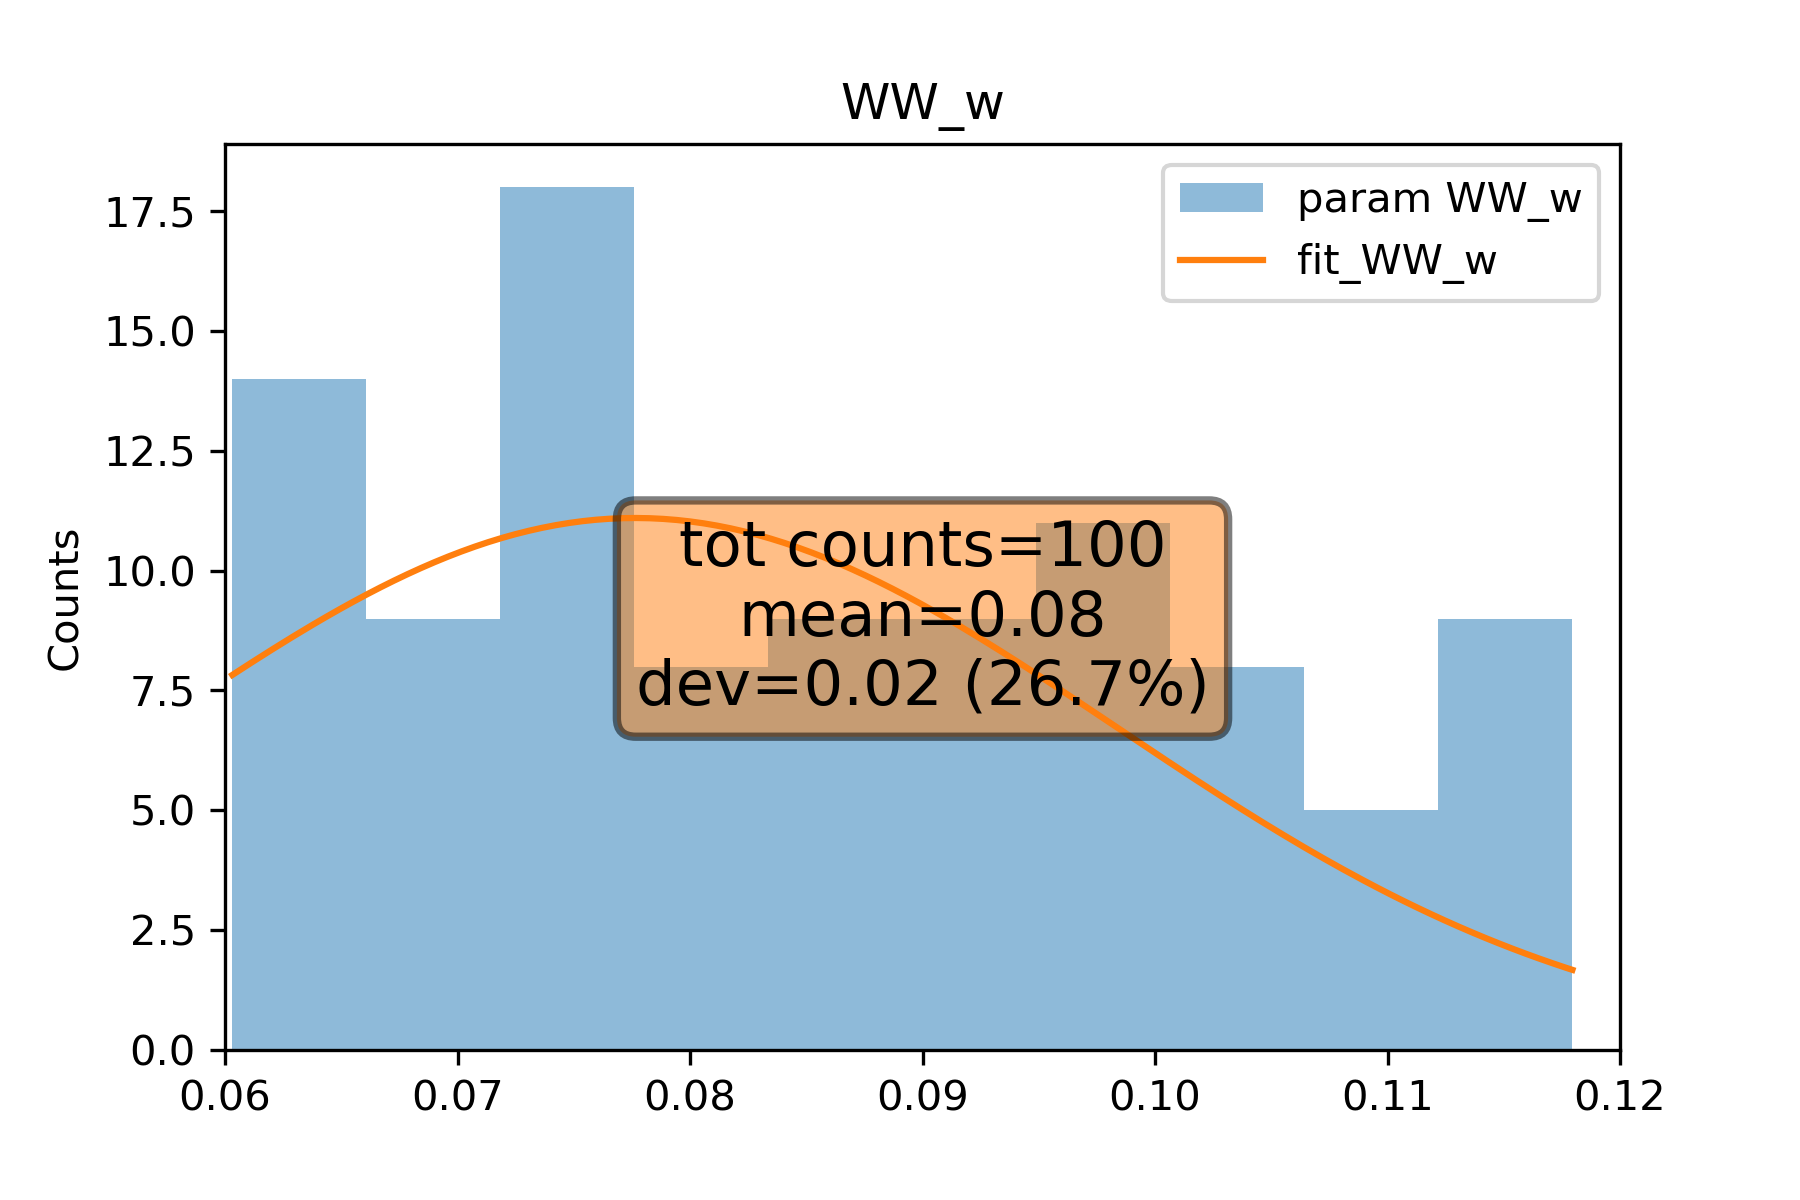 WW_w
param WW_w
fit_WW_w
17.5
15.0
12.5
10.0
7.5
5.0
2.5
0.0
Counts
tot counts=100
mean=0.08
dev=0.02 (26.7%)
0.06 0.07 0.08 0.09 0.10 0.11 0.12